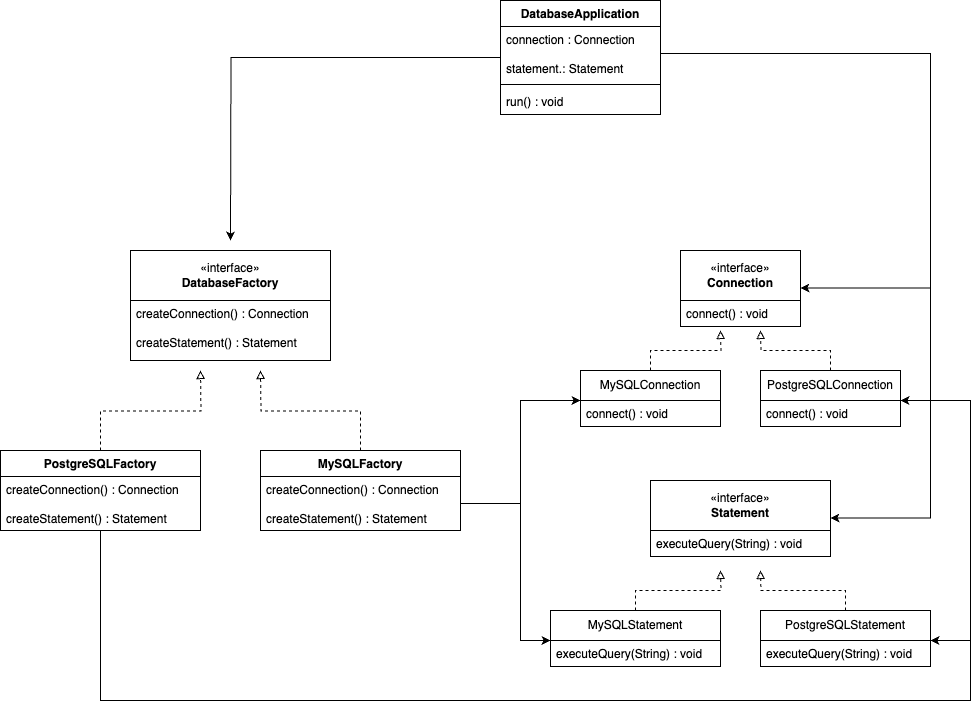 DatabaseApplication
connection : Connection
statement.: Statement
run() : void
«interface»
DatabaseFactory
createConnection() : Connection
createStatement() : Statement
«interface»
Connection
connect() : void
MySQLConnection
connect() : void
PostgreSQLConnection
connect() : void
PostgreSQLFactory
createConnection() : Connection
createStatement() : Statement
MySQLFactory
createConnection() : Connection
createStatement() : Statement
«interface»
Statement
executeQuery(String) : void
MySQLStatement
executeQuery(String) : void
PostgreSQLStatement
executeQuery(String) : void